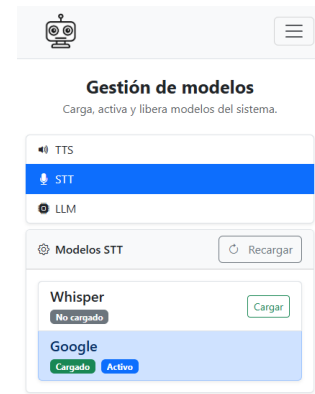 Gestión de modelos
Carga, activa y libera modelos del sistema.
TTS
STT
LLM
Modelos STT
Recargar
Whisper
No cargado
Cargar
Google
Cargado Activo